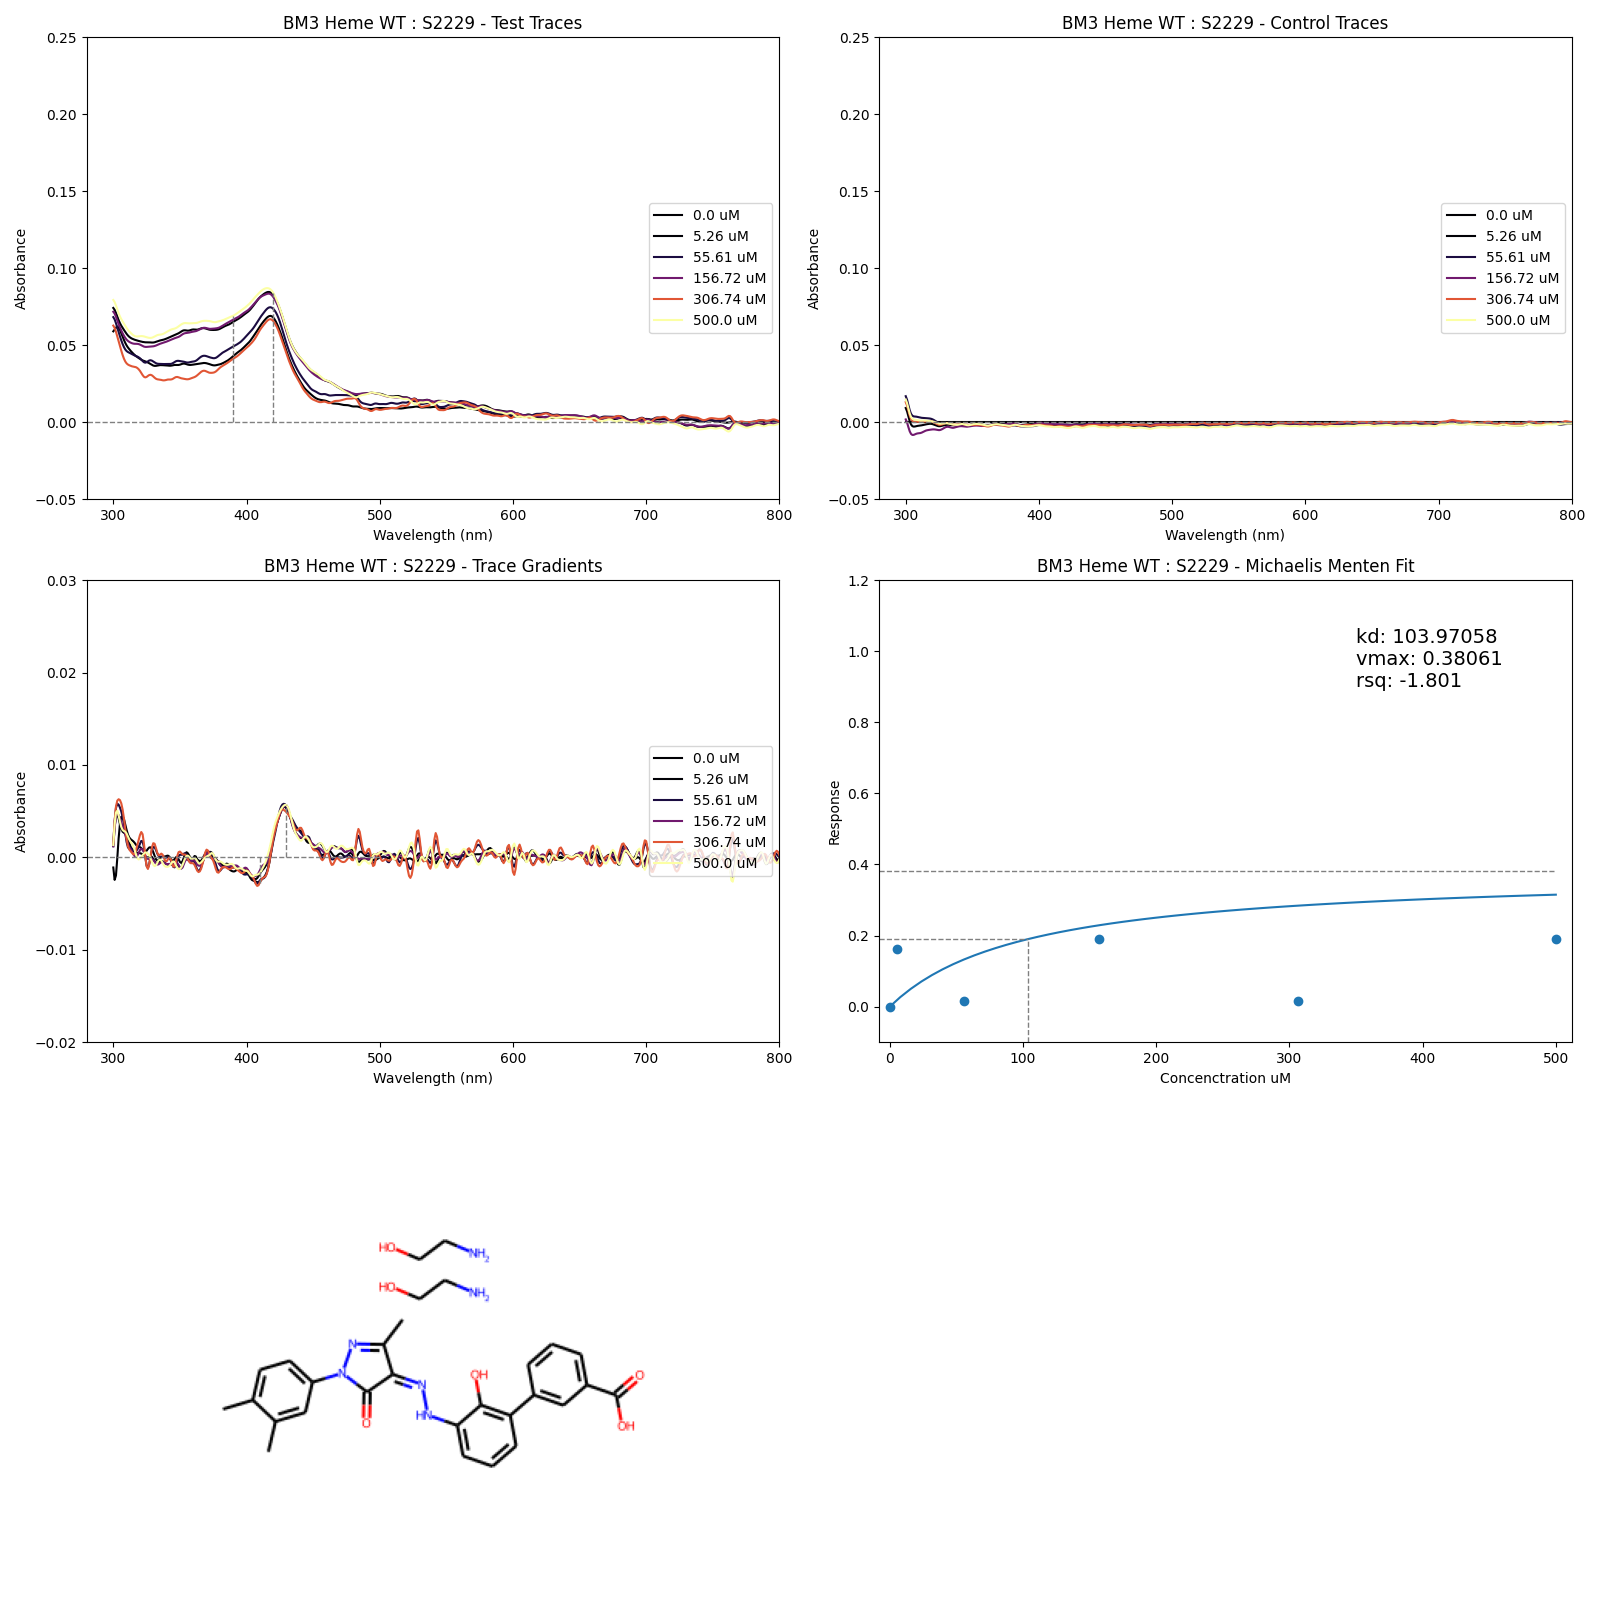 BM3 Heme WT : S2229 - Test Traces
Absorbance
0.25
0.20
0.15
0.10
0.05
0.00
−0.05
300 400 500 600 700 800
Wavelength (nm)
0.0 uM
5.26 uM
55.61 uM
156.72 uM
306.74 uM
500.0 uM
BM3 Heme WT : S2229 - Control Traces
Absorbance
0.25
0.20
0.15
0.10
0.05
0.00
−0.05
300 400 500 600 700 800
Wavelength (nm)
0.0 uM
5.26 uM
55.61 uM
156.72 uM
306.74 uM
500.0 uM
BM3 Heme WT : S2229 - Trace Gradients
Absorbance
0.03
0.02
0.01
0.00
−0.01
−0.02
300 400 500 600 700 800
Wavelength (nm)
0.0 uM
5.26 uM
55.61 uM
156.72 uM
306.74 uM
500.0 uM
BM3 Heme WT : S2229 - Michaelis Menten Fit
Response
1.2
1.0
0.8
0.6
0.4
0.2
0.0
0 100 200 300 400 500
Concenctration uM
kd: 103.97058
vmax: 0.38061
rsq: -1.801
HO NH2
HO NH2
N
N
O
N
HN
OH
O
OH